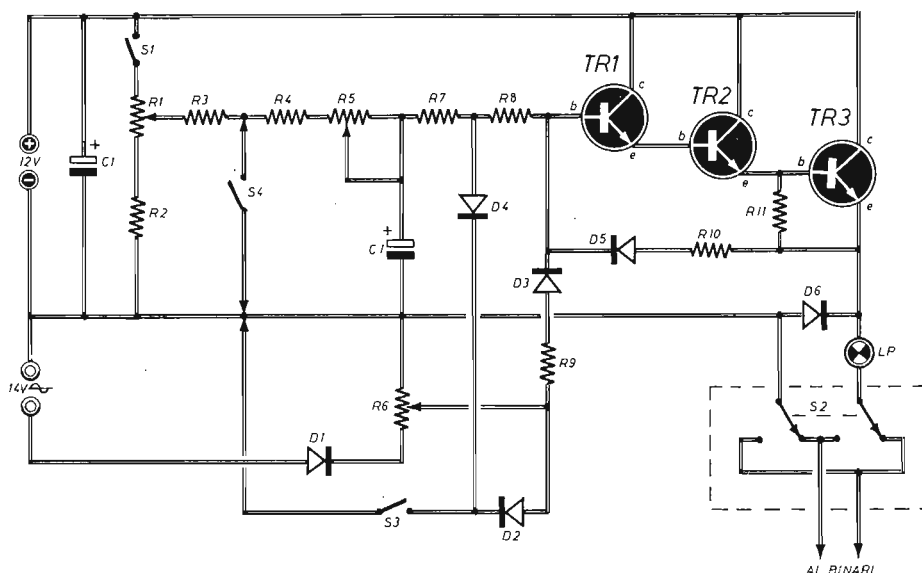 TR1
TR2
TR3
S1
R1
R3
R4
R5
R7
R8
b
c
e
b
c
e
b
c
e
+
12V
+
C1
R2
S4
D4
R11
+
C1
D5
R10
D3
D6
14V
R6
R9
LP
D1
S2
S3
D2
AI BINARI